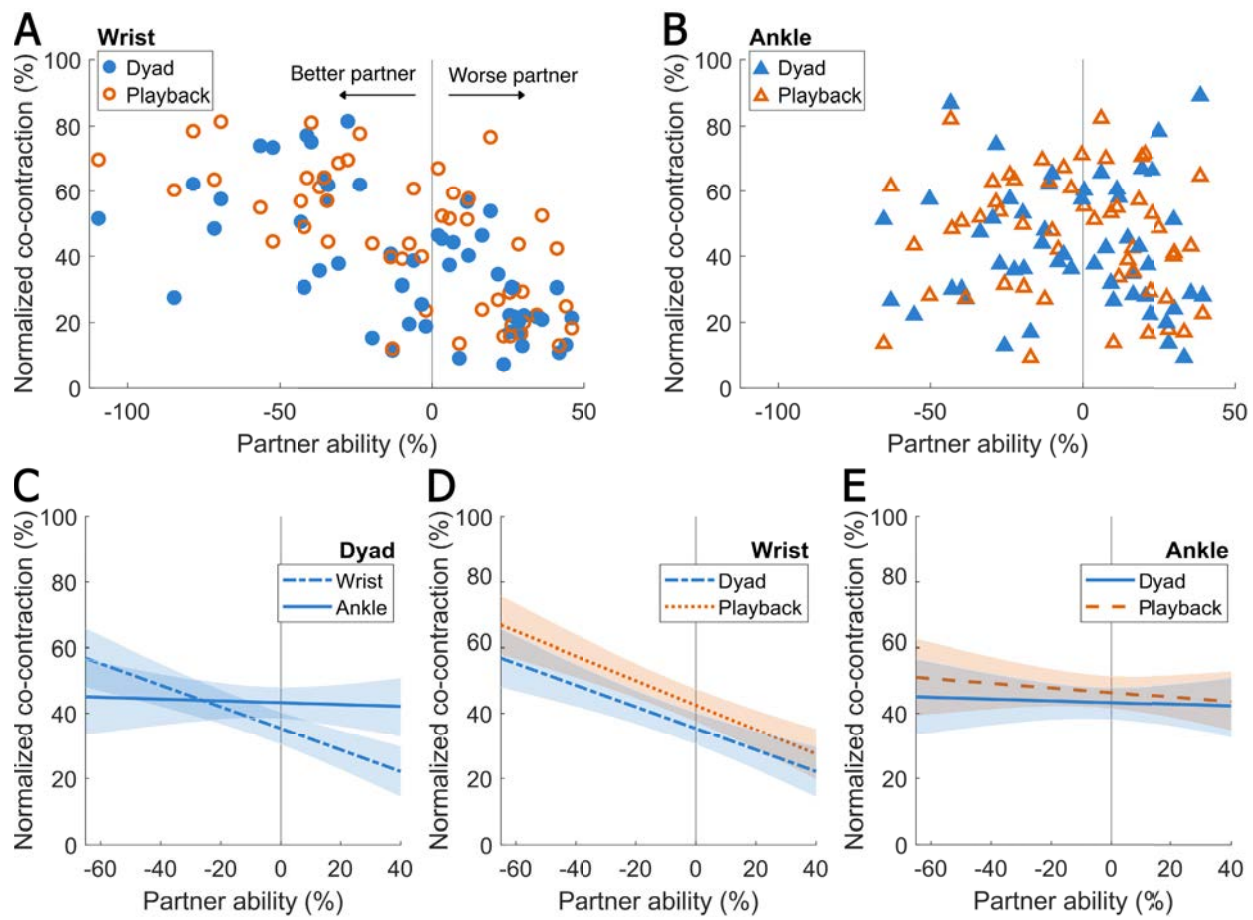 A
Wrist
Dyad
Playback
Better partner
Worse partner
Normalized co-contraction (%)
100
80
60
40
20
0
-100
-50
0
50
Partner ability (%)
B
Ankle
Dyad
Playback
Normalized co-contraction (%)
100
80
60
40
20
0
-100
-50
0
50
Partner ability (%)
C
Dyad
Wrist
Ankle
Normalized co-contraction (%)
100
80
60
40
20
0
-60
-40
-20
0
20
40
Partner ability (%)
D
Wrist
Dyad
Playback
Normalized co-contraction (%)
100
80
60
40
20
0
-60
-40
-20
0
20
40
Partner ability (%)
E
Ankle
Dyad
Playback
Normalized co-contraction (%)
100
80
60
40
20
0
-60
-40
-20
0
20
40
Partner ability (%)